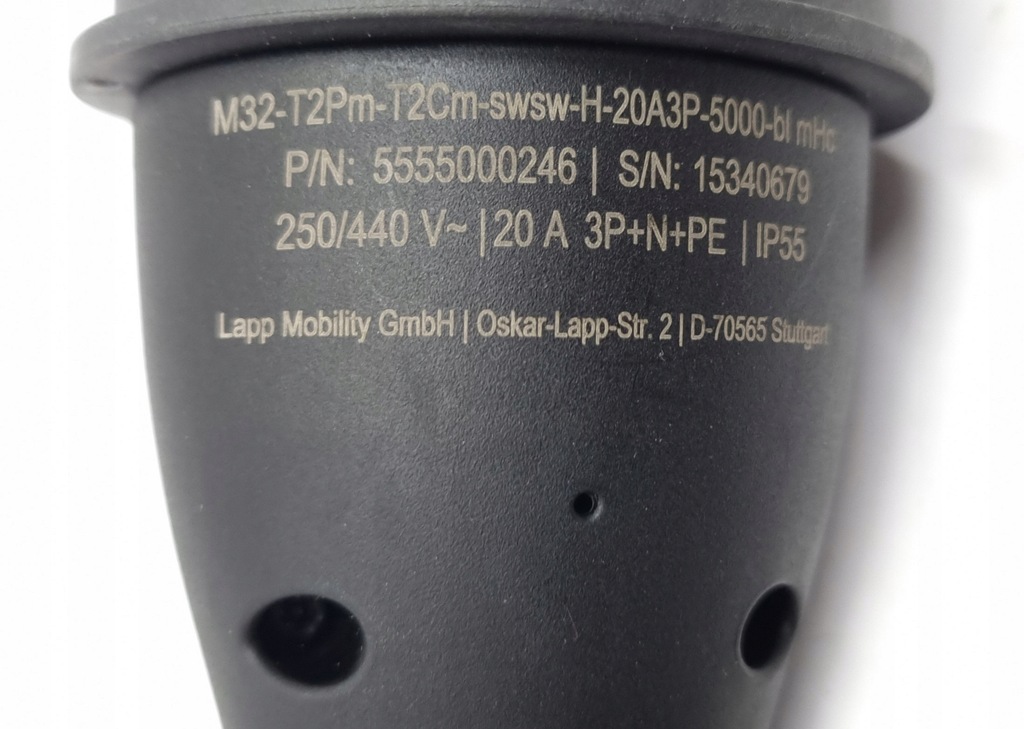 M32-T2Pm-T2Cm-swsw-H-20A3P-5000-bl mHc
P/N: 5555000246 | S/N: 15340679
250/440 V~ | 20 A 3P+N+PE | IP55
Lapp Mobility GmbH | Oskar-Lapp-Str. 2 | D-70565 Stuttgart